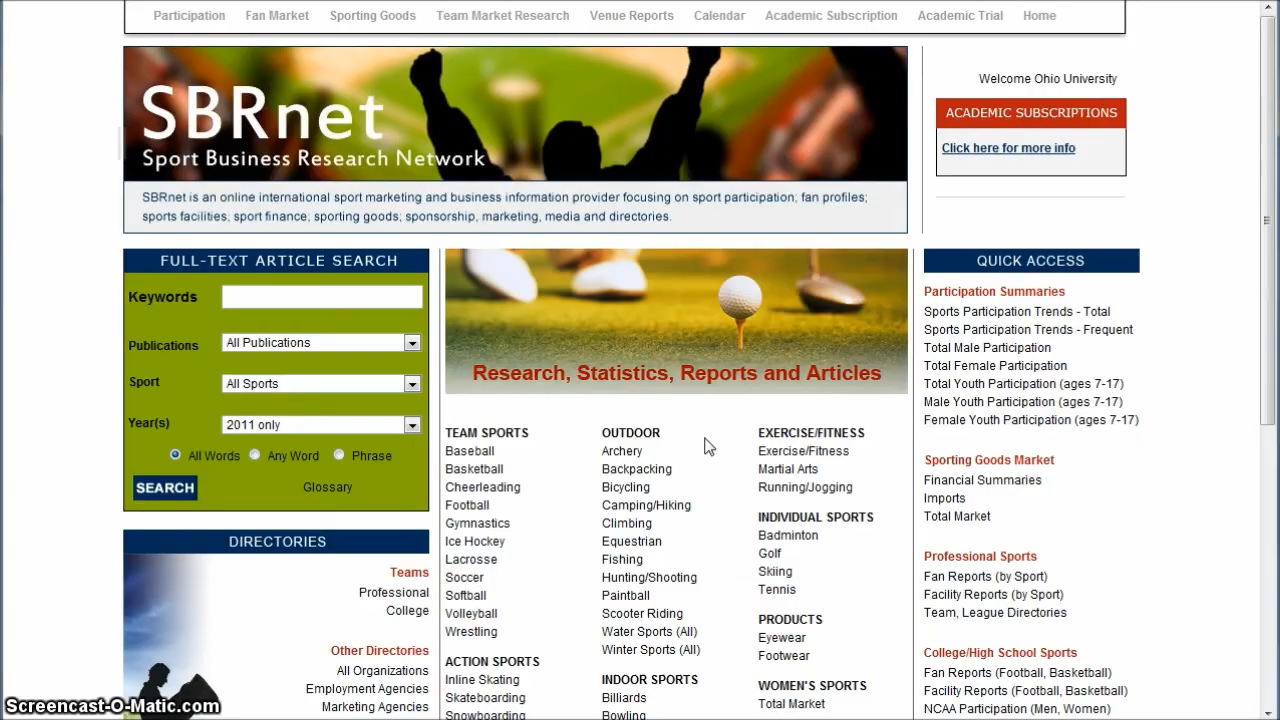 Participation Fan Market Sporting Goods Team Market Research Venue Reports Calendar Academic Subscription Academic Trial Home
SBRnet
Sport Business Research Network
SBRnet is an online international sport marketing and business information provider focusing on sport participation; fan profiles;
sports facilities, sport finance; sporting goods; sponsorship, marketing, media and directories.
Welcome Ohio University
ACADEMIC SUBSCRIPTIONS
Click here for more info
FULL-TEXT ARTICLE SEARCH
Keywords
Publications All Publications
Sport All Sports
Year(s) 2011 only
All Words Any Word Phrase
SEARCH Glossary
DIRECTORIES
Teams
Professional
College
Other Directories
All Organizations
Employment Agencies
Marketing Agencies
Research, Statistics, Reports and Articles
TEAM SPORTS
Baseball
Basketball
Cheerleading
Football
Gymnastics
Ice Hockey
Lacrosse
Soccer
Softball
Volleyball
Wrestling
ACTION SPORTS
Inline Skating
Skateboarding
Snowboarding
OUTDOOR
Archery
Backpacking
Bicycling
Camping/Hiking
Climbing
Equestrian
Fishing
Hunting/Shooting
Paintball
Scooter Riding
Water Sports (All)
Winter Sports (All)
INDOOR SPORTS
Billiards
Bowling
EXERCISE/FITNESS
Exercise/Fitness
Martial Arts
Running/Jogging
INDIVIDUAL SPORTS
Badminton
Golf
Skiing
Tennis
PRODUCTS
Eyewear
Footwear
WOMEN'S SPORTS
Total Market
QUICK ACCESS
Participation Summaries
Sports Participation Trends - Total
Sports Participation Trends - Frequent
Total Male Participation
Total Female Participation
Total Youth Participation (ages 7-17)
Male Youth Participation (ages 7-17)
Female Youth Participation (ages 7-17)
Sporting Goods Market
Financial Summaries
Imports
Total Market
Professional Sports
Fan Reports (by Sport)
Facility Reports (by Sport)
Team, League Directories
College/High School Sports
Fan Reports (Football, Basketball)
Facility Reports (Football, Basketball)
NCAA Participation (Men, Women)
Screencast-O-Matic.com